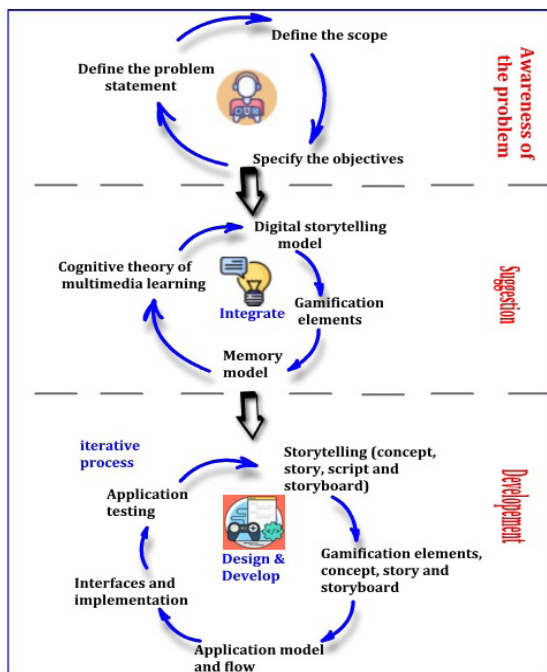 Define the scope
Define the problem
statement
Specify the objectives
Awareness of
the problem
Digital storytelling
model
Cognitive theory of
multimedia learning
Integrate
Gamification
elements
Memory
model
Suggestion
iterative
process
Storytelling (concept,
story, script and
storyboard)
Application
testing
Design &
Develop
Gamification elements,
concept, story and
storyboard
Interfaces and
implementation
Application model
and flow
Developement